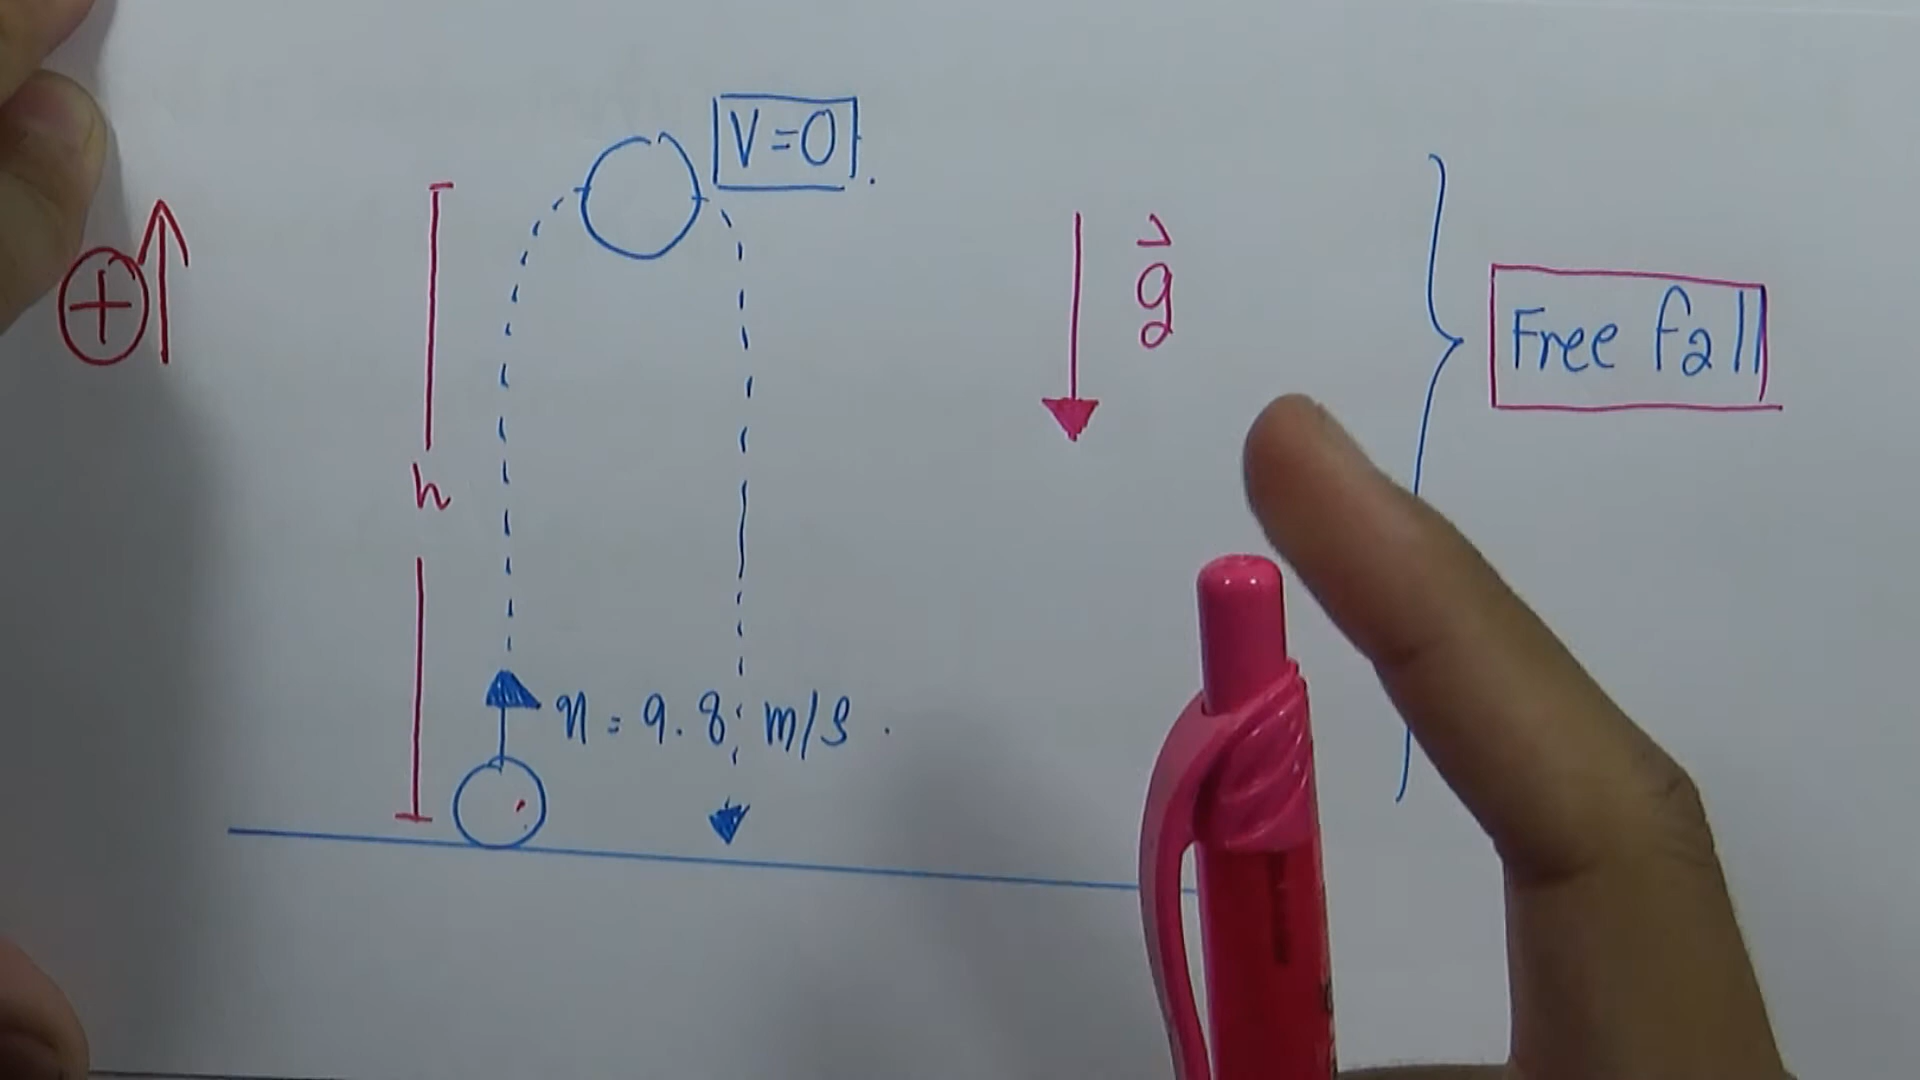 V=0
⊕
g⃗
Free fall
h
u = 9.8 m/s